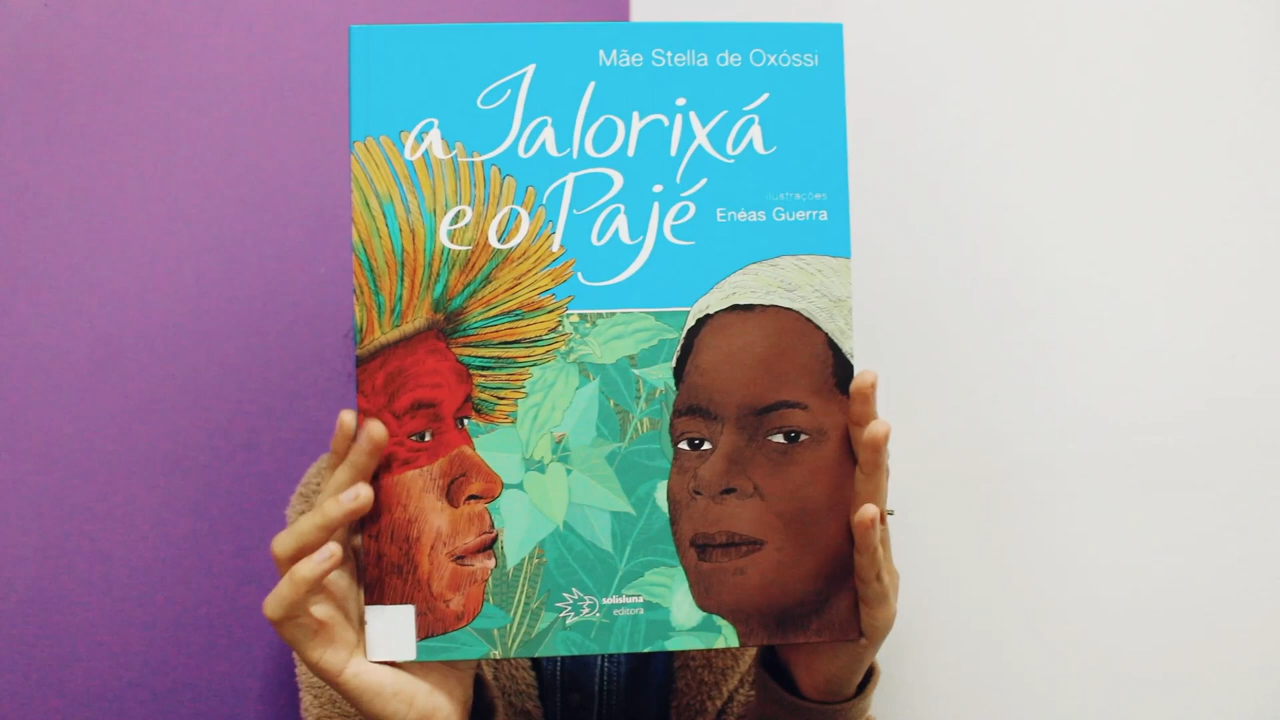 Mãe Stella de Oxóssi
a Ialorixá
e o Pajé
ilustrações
Enéas Guerra
solisluna
editora